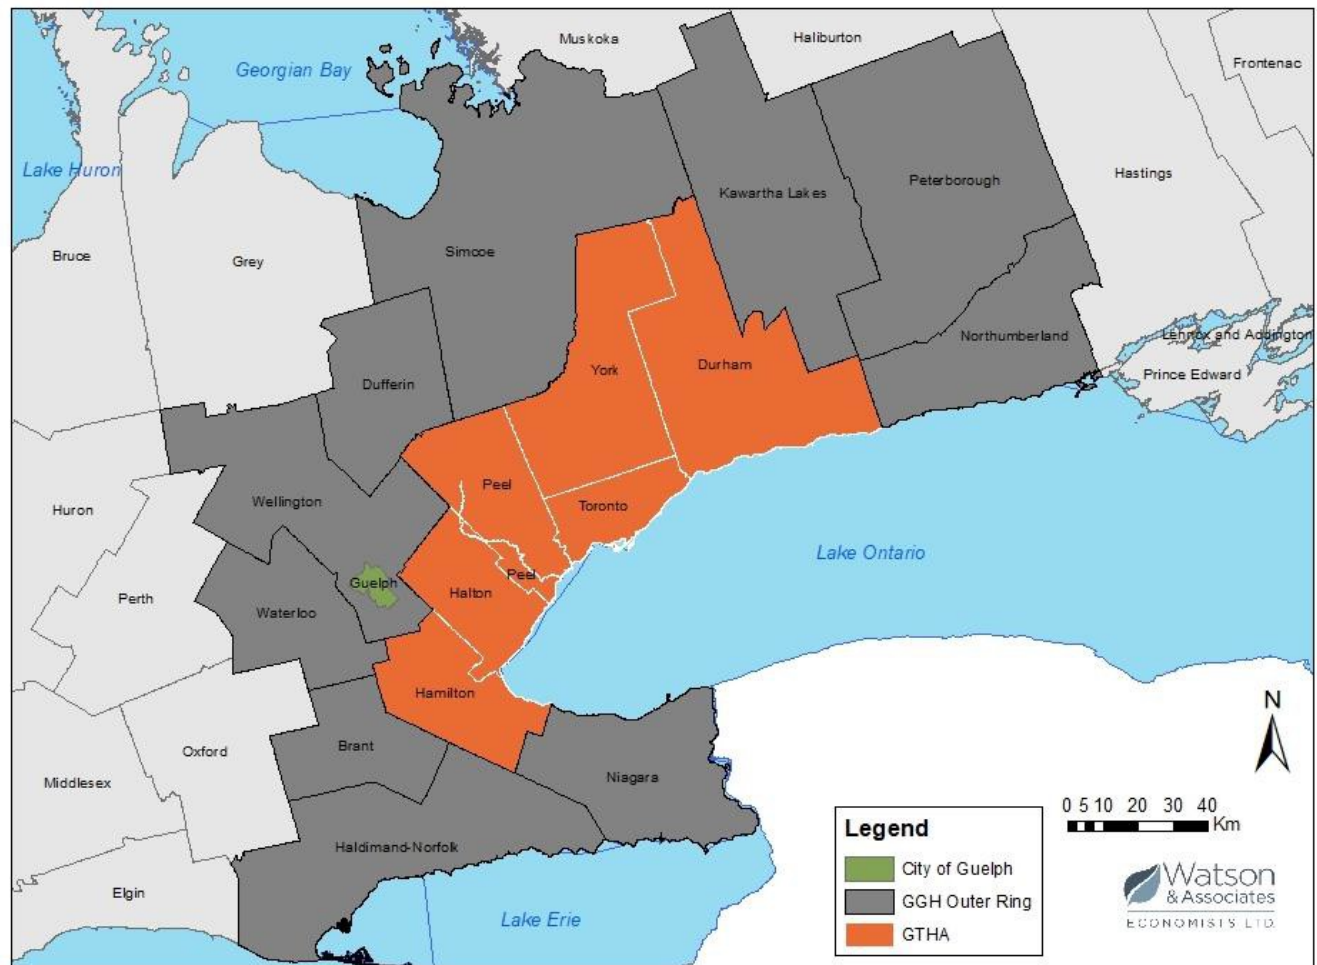 Muskoka
Haliburton
Frontenac
Georgian Bay
Lake Huron
Hastings
Peterborough
Kawartha Lakes
Simcoe
Bruce
Grey
Northumberland
Lennox and Addington
Prince Edward
York
Durham
Dufferin
Peel
Toronto
Wellington
Huron
Lake Ontario
Guelph
Peel
Halton
Perth
Waterloo
Hamilton
N
Oxford
Brant
Niagara
Middlesex
Haldimand-Norfolk
Elgin
Lake Erie
0 5 10 20 30 40
Km
Legend
City of Guelph
GGH Outer Ring
GTHA
Watson
& Associates
ECONOMISTS LTD.